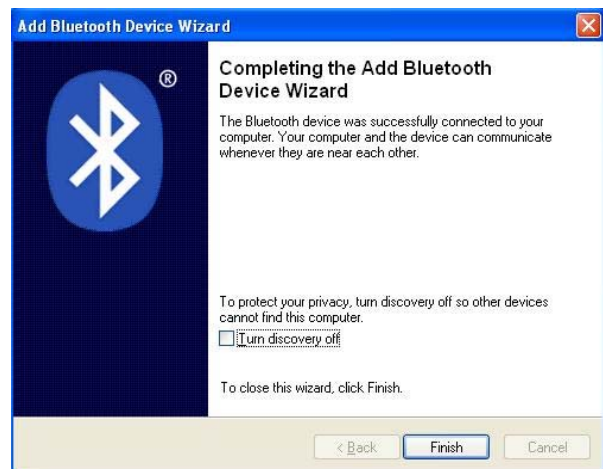 Add Bluetooth Device Wizard
®
Completing the Add Bluetooth
Device Wizard
The Bluetooth device was successfully connected to your
computer. Your computer and the device can communicate
whenever they are near each other.
To protect your privacy, turn discovery off so other devices
cannot find this computer.
Turn discovery off
To close this wizard, click Finish.
< Back Finish Cancel